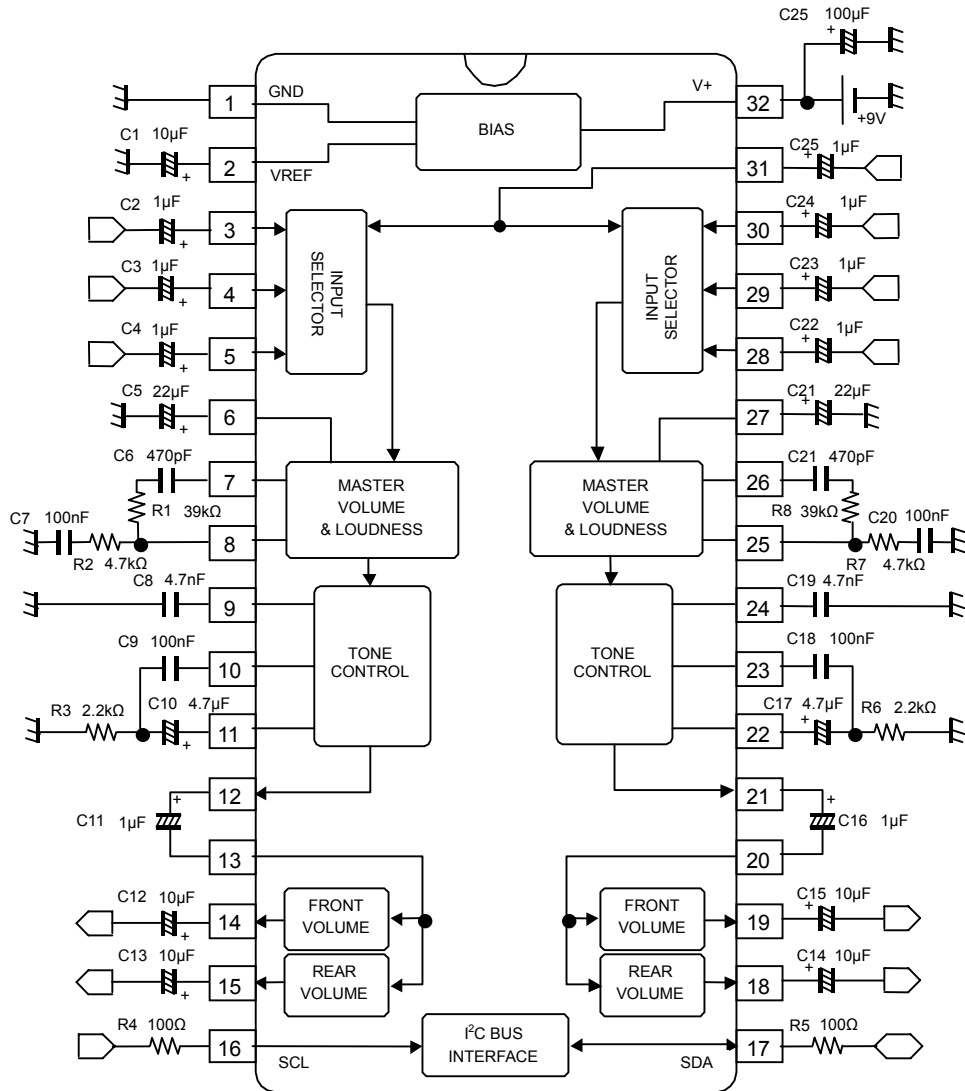 C25 100µF
+
GND
V+
1
32
BIAS
+9V
C1 10µF
+
2
VREF
31
C25 1µF
+
C2 1µF
+
3
30
C24 1µF
+
INPUT
SELECTOR
INPUT
SELECTOR
C3 1µF
+
4
29
C23 1µF
+
C4 1µF
+
5
28
C22 1µF
+
C5 22µF
+
6
27
C21 22µF
+
C6 470pF
7
26
C21 470pF
MASTER
VOLUME
& LOUDNESS
MASTER
VOLUME
& LOUDNESS
R1 39kΩ
R8 39kΩ
C7 100nF
8
25
C20 100nF
R2 4.7kΩ
R7 4.7kΩ
C8 4.7nF
9
24
C19 4.7nF
C9 100nF
10
23
C18 100nF
TONE
CONTROL
TONE
CONTROL
R3 2.2kΩ
C10 4.7µF
+
11
22
C17 4.7µF
+
R6 2.2kΩ
12
21
+
+
C11 1µF
C16 1µF
13
20
C12 10µF
+
14
FRONT
VOLUME
FRONT
VOLUME
19
C15 10µF
+
C13 10µF
+
15
REAR
VOLUME
REAR
VOLUME
18
C14 10µF
+
R4 100Ω
16
SCL
I²C BUS
INTERFACE
SDA
17
R5 100Ω